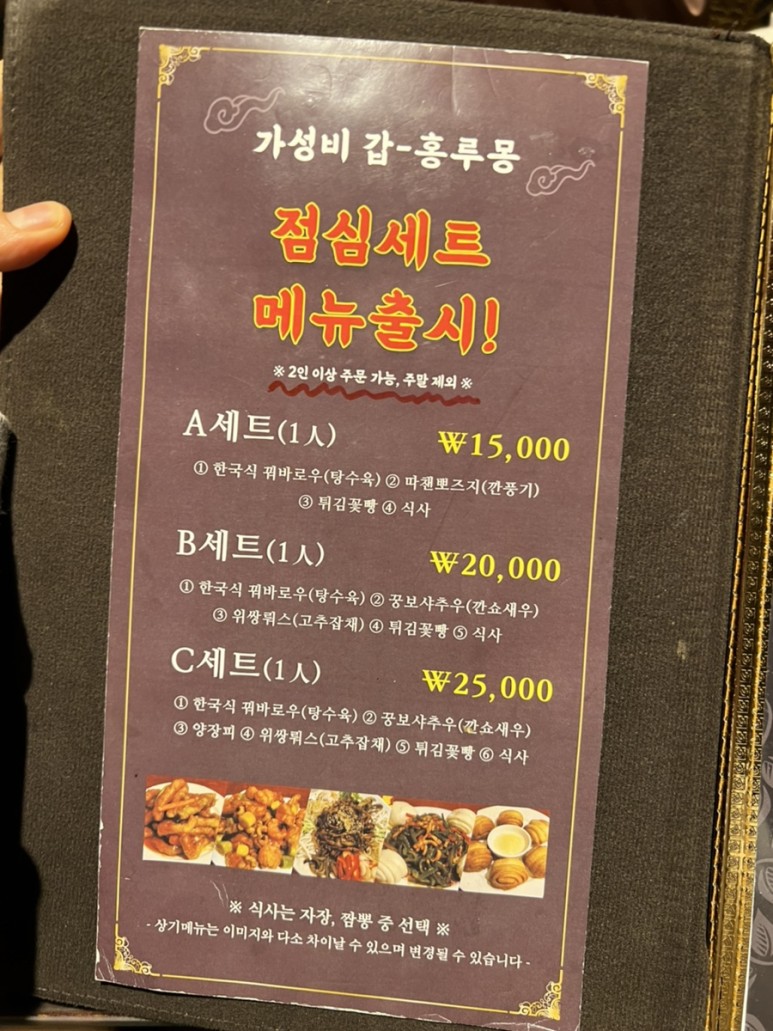 가성비 갑-홍루몽
점심세트
메뉴출시!
※ 2인 이상 주문 가능, 주말 제외 ※
A세트(1人)
₩15,000
① 한국식 꿔바로우(탕수육) ② 따챈뽀즈지(깐풍기)
③ 튀김꽃빵 ④ 식사
B세트(1人)
₩20,000
① 한국식 꿔바로우(탕수육) ② 꿍보샤추우(깐쇼새우)
③ 위쌍뤄스(고추잡채) ④ 튀김꽃빵 ⑤ 식사
C세트(1人)
₩25,000
① 한국식 꿔바로우(탕수육) ② 꿍보샤추우(깐쇼새우)
③ 양장피 ④ 위쌍뤄스(고추잡채) ⑤ 튀김꽃빵 ⑥ 식사
※ 식사는 자장, 짬뽕 중 선택 ※
- 상기메뉴는 이미지와 다소 차이날 수 있으며 변경될 수 있습니다 -